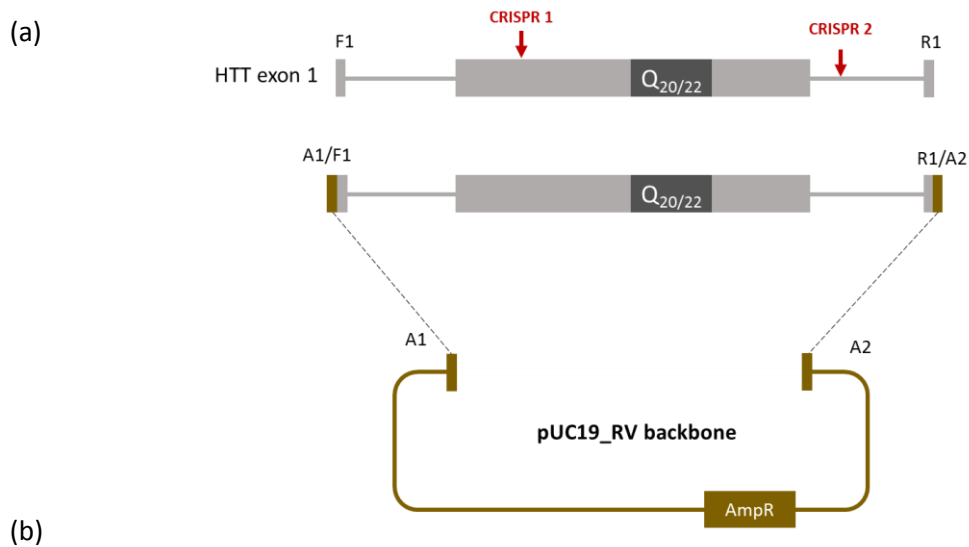 (a)
CRISPR 1
CRISPR 2
F1
R1
HTT exon 1
Q20/22
A1/F1
R1/A2
Q20/22
A1
A2
pUC19_RV backbone
AmpR
(b)